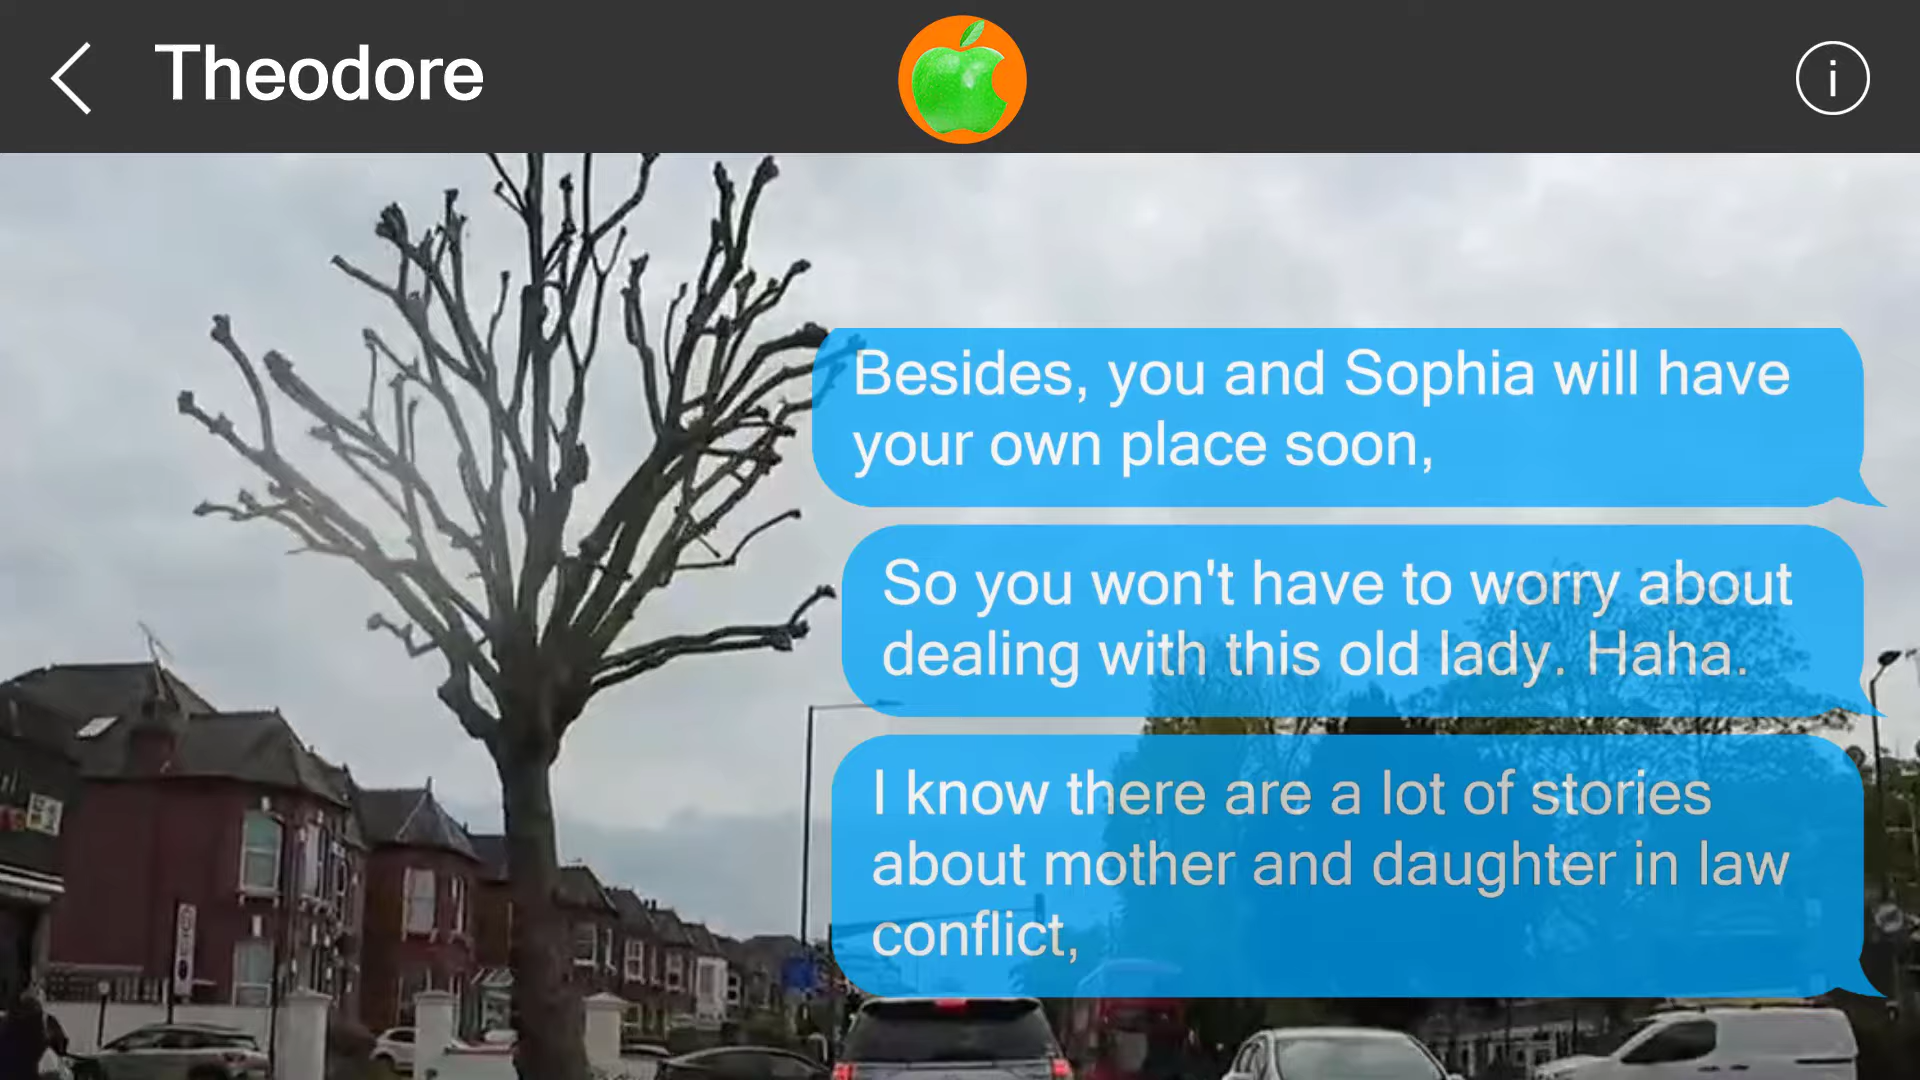 Theodore
i
Besides, you and Sophia will have
your own place soon,
So you won't have to worry about
dealing with this old lady. Haha.
I know there are a lot of stories
about mother and daughter in law
conflict,